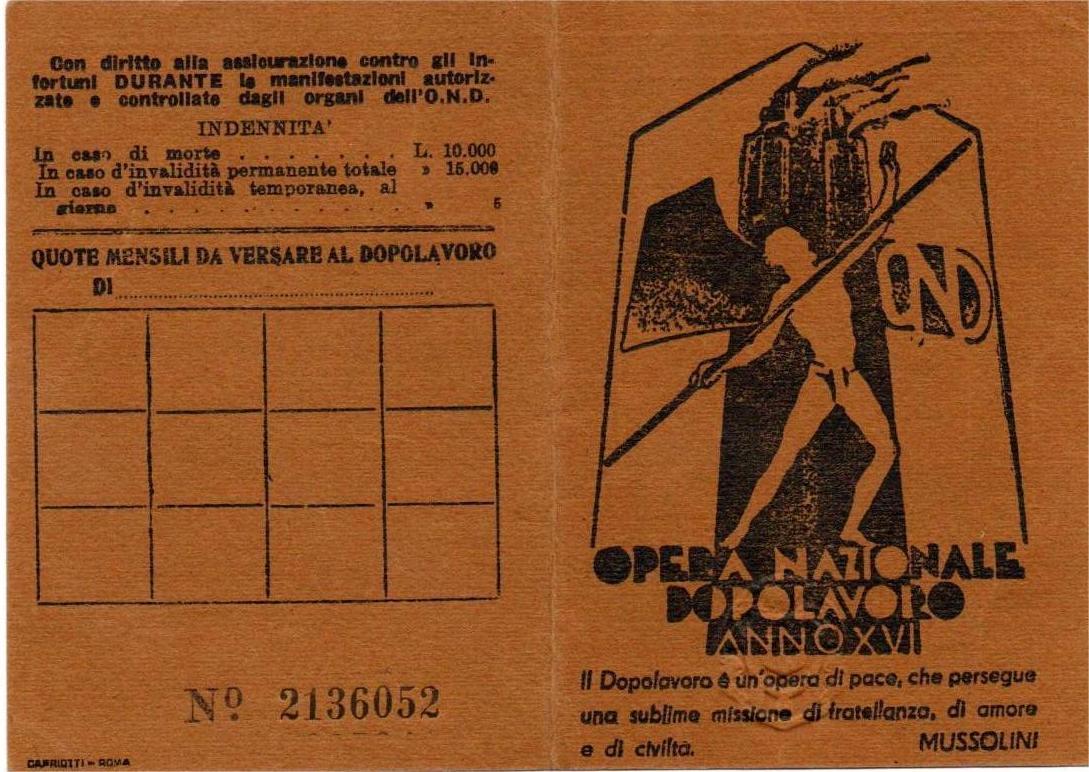 Con diritto alla assicurazione contro gli in-
fortuni DURANTE le manifestazioni autoriz-
zate e controllate dagli organi dell'O.N.D.
INDENNITA'
In caso di morte . . . . . . . L. 10.000
In caso d'invalidità permanente totale » 15.000
In caso d'invalidità temporanea, al
giorno . . . . . . . . . . » 5
QUOTE MENSILI DA VERSARE AL DOPOLAVORO
DI
Nº 2136052
CAPRIOTTI - ROMA
OND
OPERA NAZIONALE
DOPOLAVORO
ANNO XVI
Il Dopolavoro è un'opera di pace, che persegue
una sublime missione di fratellanza, di amore
e di civiltà. MUSSOLINI